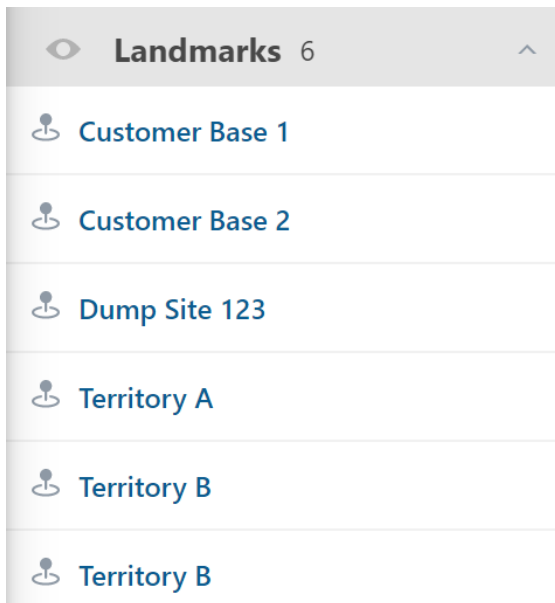 Landmarks 6
Customer Base 1
Customer Base 2
Dump Site 123
Territory A
Territory B
Territory B